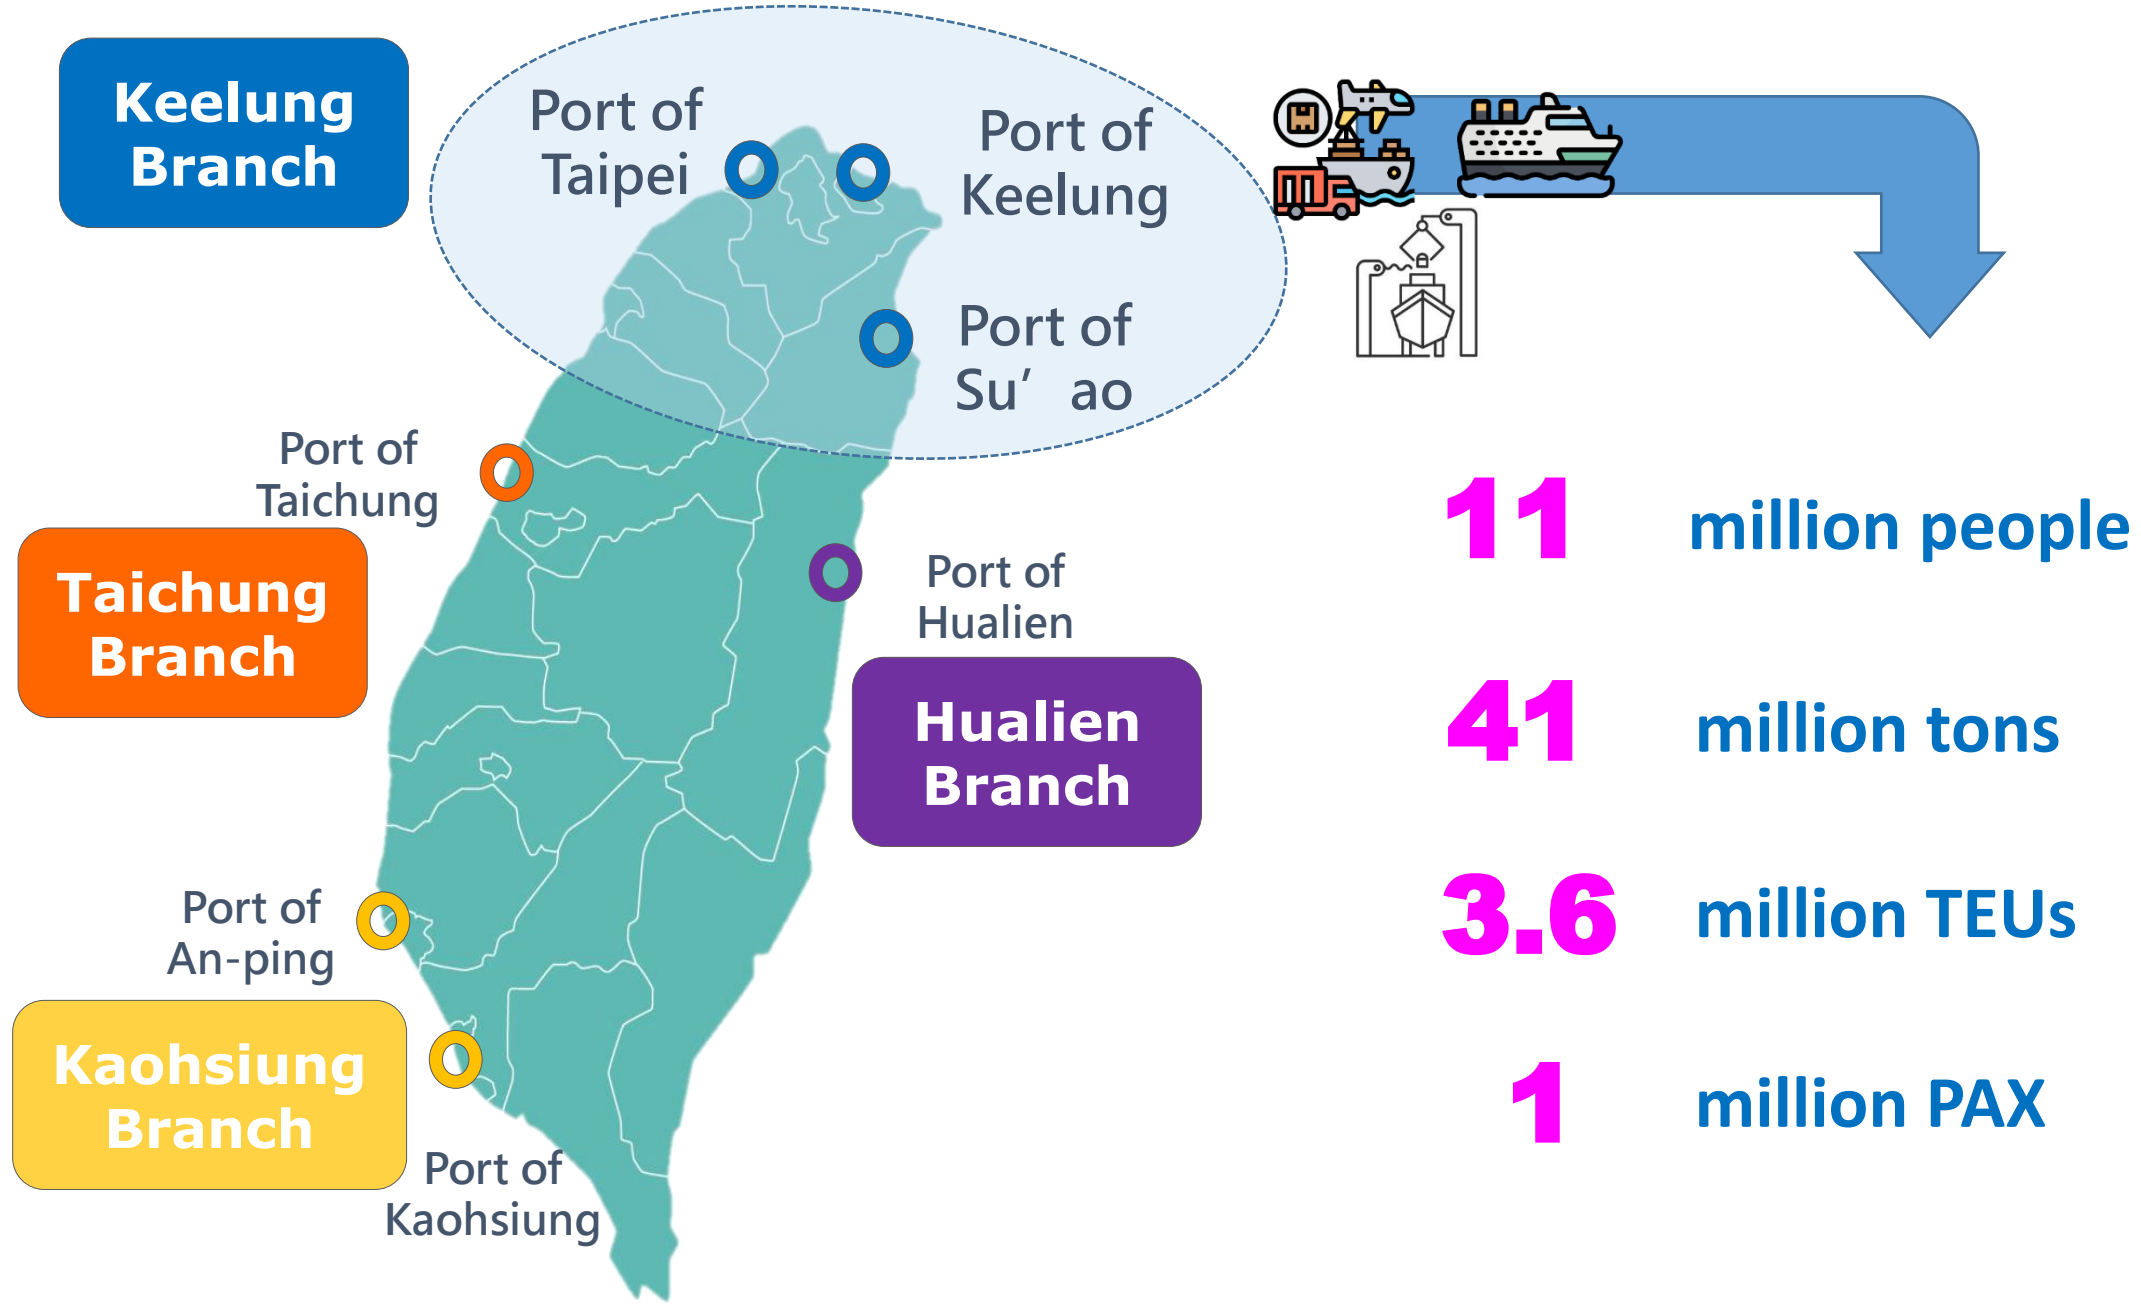 Keelung
Branch
Port of
Taipei
Port of
Keelung
Port of
Su’ ao
Port of
Taichung
Taichung
Branch
Port of
Hualien
Hualien
Branch
Port of
An-ping
Kaohsiung
Branch
Port of
Kaohsiung
11 million people
41 million tons
3.6 million TEUs
1 million PAX